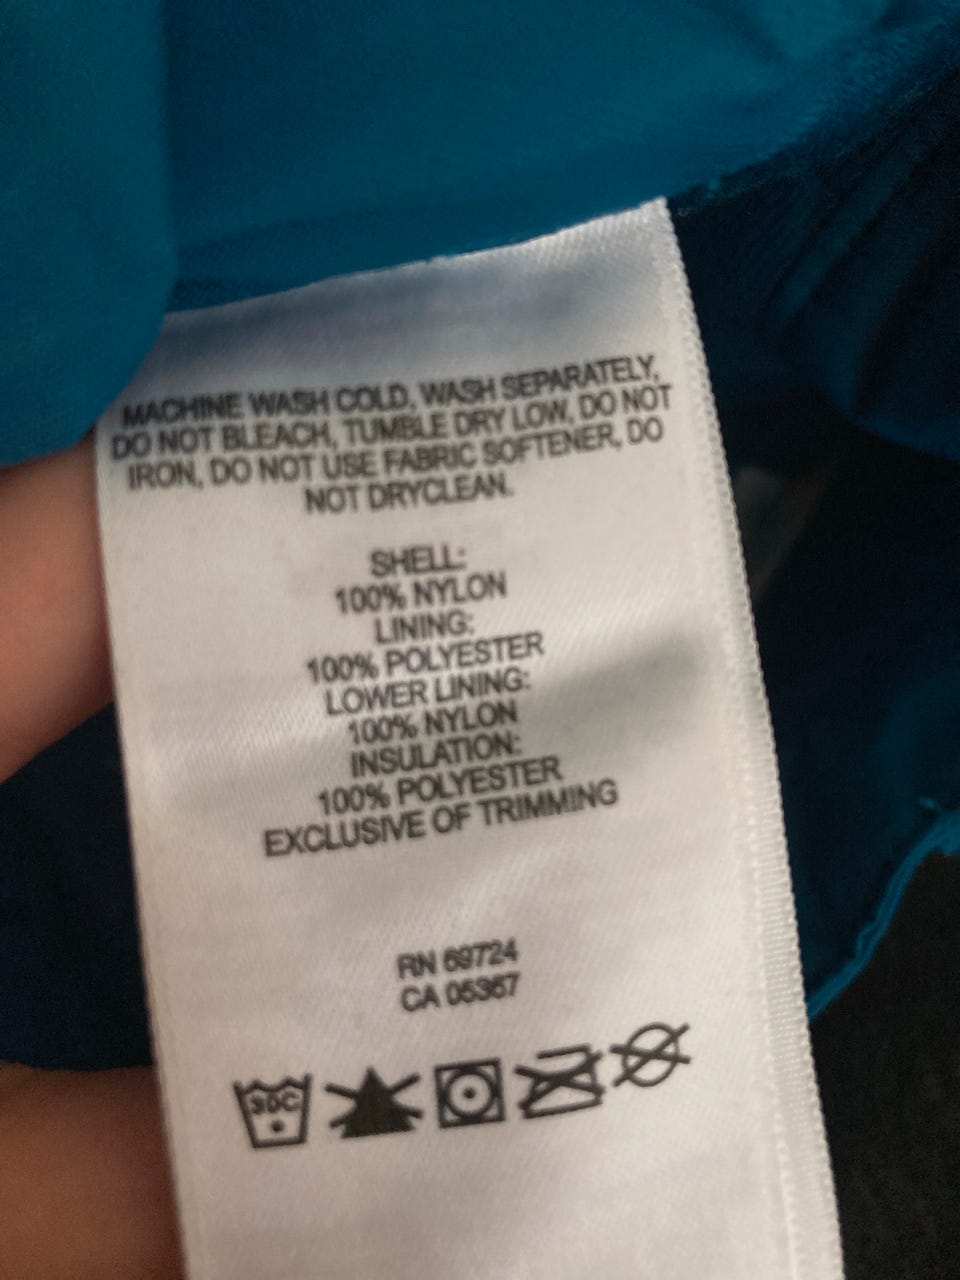 MACHINE WASH COLD, WASH SEPARATELY,
DO NOT BLEACH, TUMBLE DRY LOW, DO NOT
IRON, DO NOT USE FABRIC SOFTENER, DO
NOT DRYCLEAN.
SHELL:
100% NYLON
LINING:
100% POLYESTER
LOWER LINING:
100% NYLON
INSULATION:
100% POLYESTER
EXCLUSIVE OF TRIMMING
RN 69724
CA 05367
30C